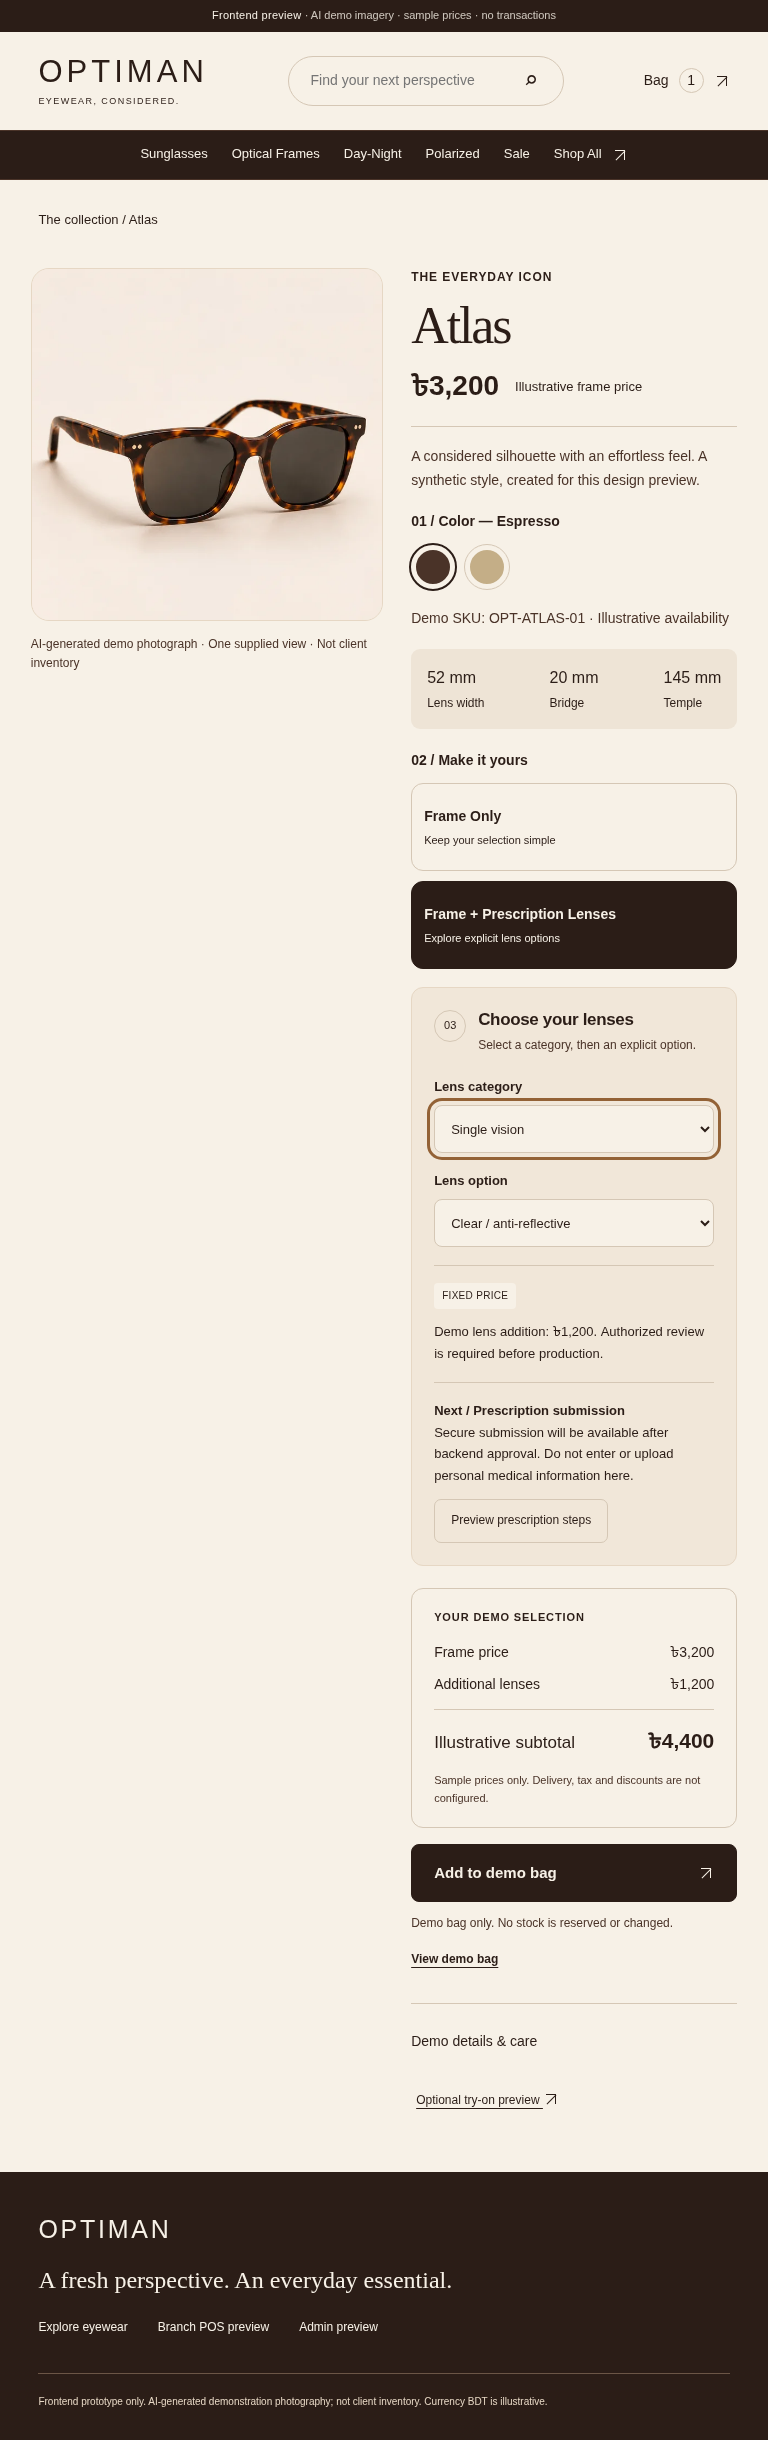 Frontend preview · AI demo imagery · sample prices · no transactions
OPTIMAN
EYEWEAR, CONSIDERED.
Find your next perspective
Bag 1
Sunglasses Optical Frames Day-Night Polarized Sale Shop All
The collection / Atlas
AI-generated demo photograph · One supplied view · Not client
inventory
THE EVERYDAY ICON
Atlas
৳3,200 Illustrative frame price
A considered silhouette with an effortless feel. A
synthetic style, created for this design preview.
01 / Color — Espresso
Demo SKU: OPT-ATLAS-01 · Illustrative availability
52 mm 20 mm 145 mm
Lens width Bridge Temple
02 / Make it yours
Frame Only
Keep your selection simple
Frame + Prescription Lenses
Explore explicit lens options
03 Choose your lenses
Select a category, then an explicit option.
Lens category
Single vision
Lens option
Clear / anti-reflective
FIXED PRICE
Demo lens addition: ৳1,200. Authorized review
is required before production.
Next / Prescription submission
Secure submission will be available after
backend approval. Do not enter or upload
personal medical information here.
Preview prescription steps
YOUR DEMO SELECTION
Frame price ৳3,200
Additional lenses ৳1,200
Illustrative subtotal ৳4,400
Sample prices only. Delivery, tax and discounts are not
configured.
Add to demo bag
Demo bag only. No stock is reserved or changed.
View demo bag
Demo details & care
Optional try-on preview
OPTIMAN
A fresh perspective. An everyday essential.
Explore eyewear Branch POS preview Admin preview
Frontend prototype only. AI-generated demonstration photography; not client inventory. Currency BDT is illustrative.